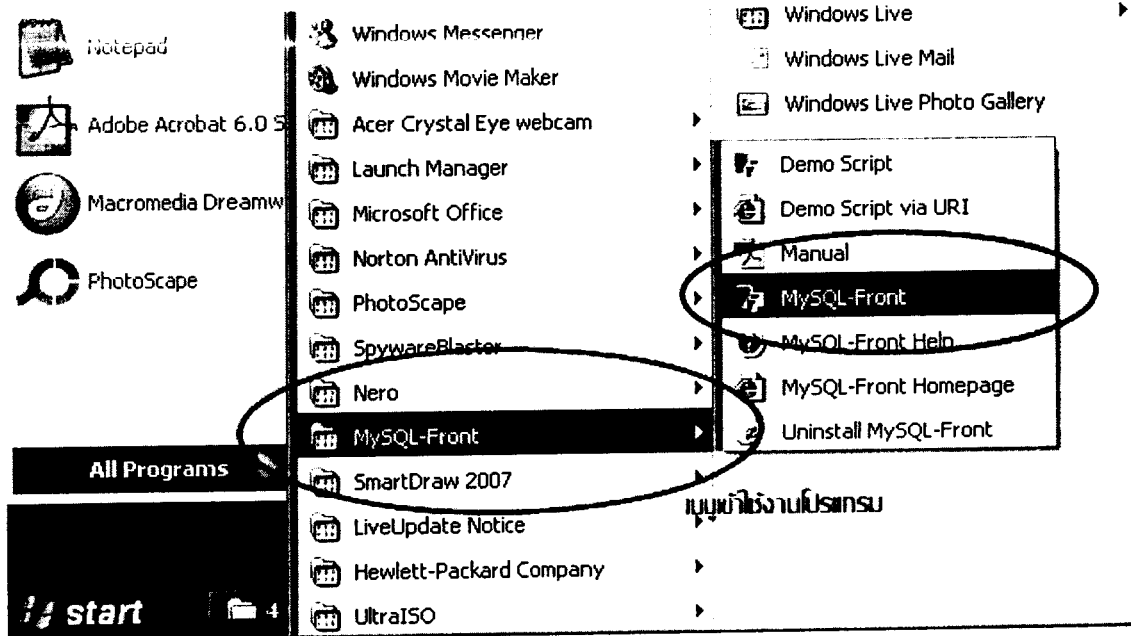 Notepad
Adobe Acrobat 6.0 S
Macromedia Dreamw
PhotoScape
All Programs
start
4
Windows Messenger
Windows Movie Maker
Acer Crystal Eye webcam
Launch Manager
Microsoft Office
Norton AntiVirus
PhotoScape
SpywareBlaster
Nero
MySQL-Front
SmartDraw 2007
LiveUpdate Notice
Hewlett-Packard Company
UltraISO
Windows Live
Windows Live Mail
Windows Live Photo Gallery
Demo Script
Demo Script via URI
Manual
MySQL-Front
MySQL-Front Help
MySQL-Front Homepage
Uninstall MySQL-Front
เมนูเข้าใช้งานโปรแกรม